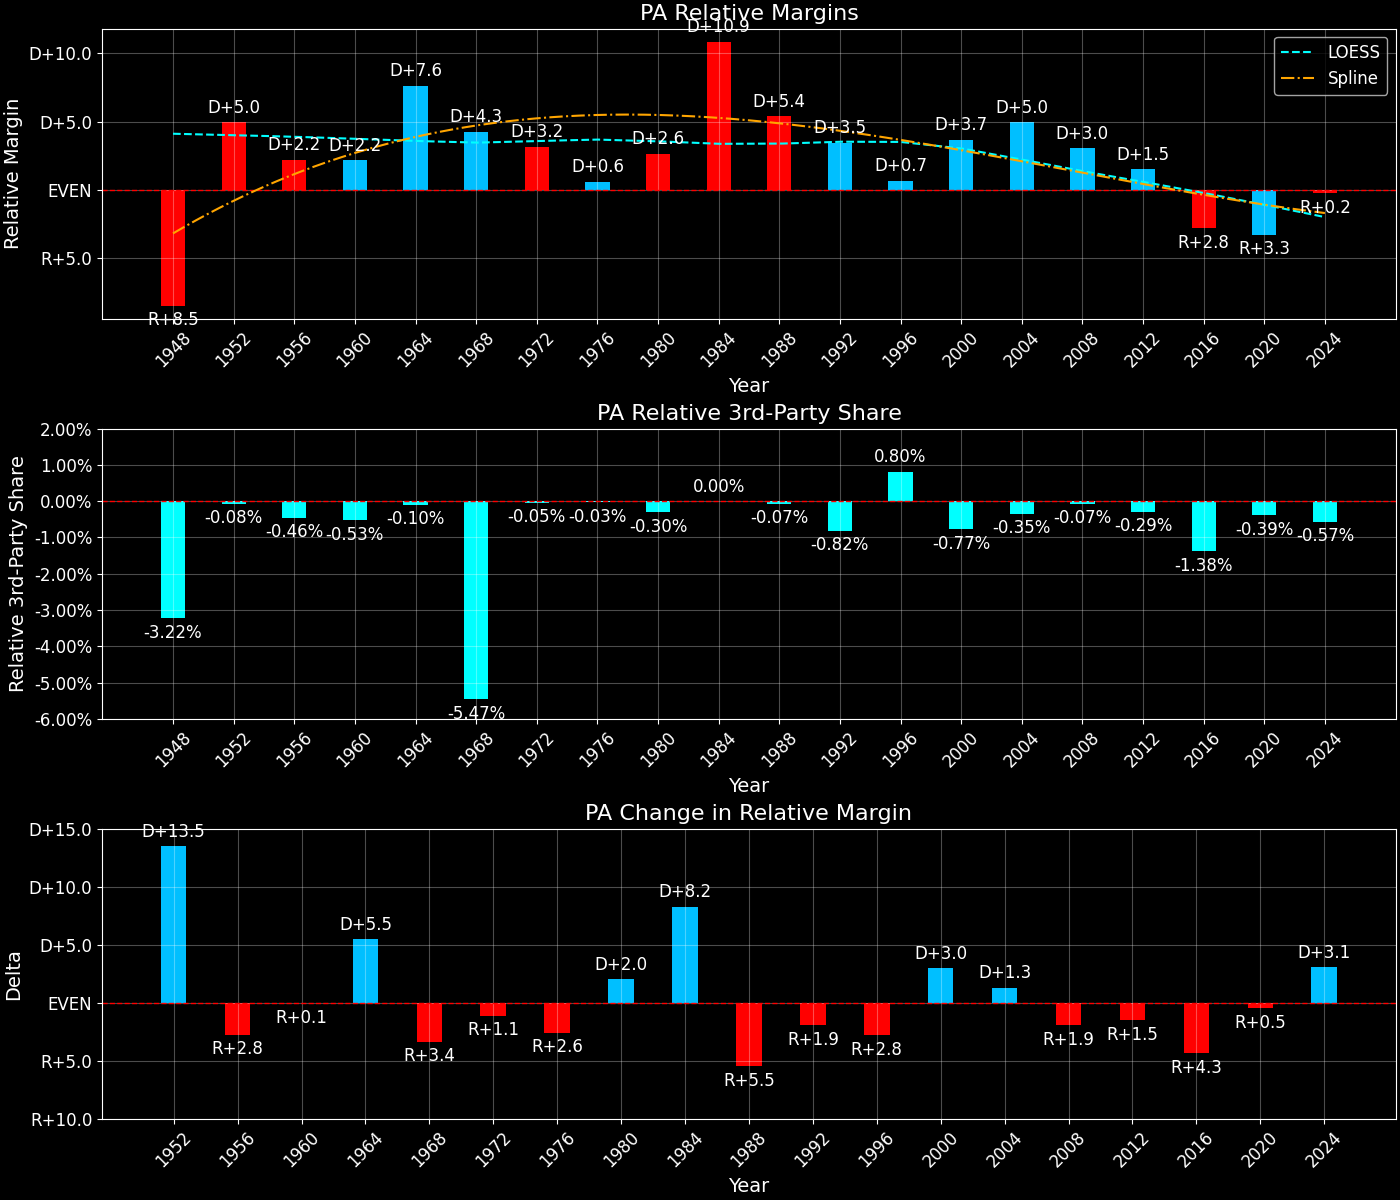 PA Relative Margins
Relative Margin
D+10.0
D+5.0
EVEN
R+5.0
LOESS
Spline
R+8.5
D+5.0
D+2.2
D+2.2
D+7.6
D+4.3
D+3.2
D+0.6
D+2.6
D+10.9
D+5.4
D+3.5
D+0.7
D+3.7
D+5.0
D+3.0
D+1.5
R+2.8
R+3.3
R+0.2
1948 1952 1956 1960 1964 1968 1972 1976 1980 1984 1988 1992 1996 2000 2004 2008 2012 2016 2020 2024
Year
PA Relative 3rd-Party Share
Relative 3rd-Party Share
2.00%
1.00%
0.00%
-1.00%
-2.00%
-3.00%
-4.00%
-5.00%
-6.00%
-3.22%
-0.08%
-0.46%
-0.53%
-0.10%
-5.47%
-0.05%
-0.03%
-0.30%
0.00%
-0.07%
-0.82%
0.80%
-0.77%
-0.35%
-0.07%
-0.29%
-1.38%
-0.39%
-0.57%
1948 1952 1956 1960 1964 1968 1972 1976 1980 1984 1988 1992 1996 2000 2004 2008 2012 2016 2020 2024
Year
PA Change in Relative Margin
Delta
D+15.0
D+10.0
D+5.0
EVEN
R+5.0
R+10.0
D+13.5
R+2.8
R+0.1
D+5.5
R+3.4
R+1.1
R+2.6
D+2.0
D+8.2
R+5.5
R+1.9
R+2.8
D+3.0
D+1.3
R+1.9
R+1.5
R+4.3
R+0.5
D+3.1
1952 1956 1960 1964 1968 1972 1976 1980 1984 1988 1992 1996 2000 2004 2008 2012 2016 2020 2024
Year